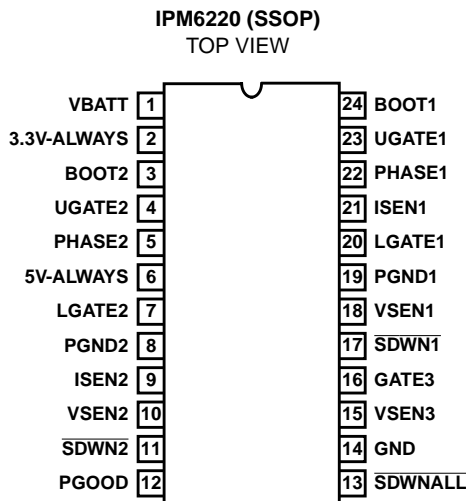 IPM6220 (SSOP)
TOP VIEW
VBATT 1 24 BOOT1
3.3V-ALWAYS 2 23 UGATE1
BOOT2 3 22 PHASE1
UGATE2 4 21 ISEN1
PHASE2 5 20 LGATE1
5V-ALWAYS 6 19 PGND1
LGATE2 7 18 VSEN1
PGND2 8 17 SDWN1
ISEN2 9 16 GATE3
VSEN2 10 15 VSEN3
SDWN2 11 14 GND
PGOOD 12 13 SDWNALL